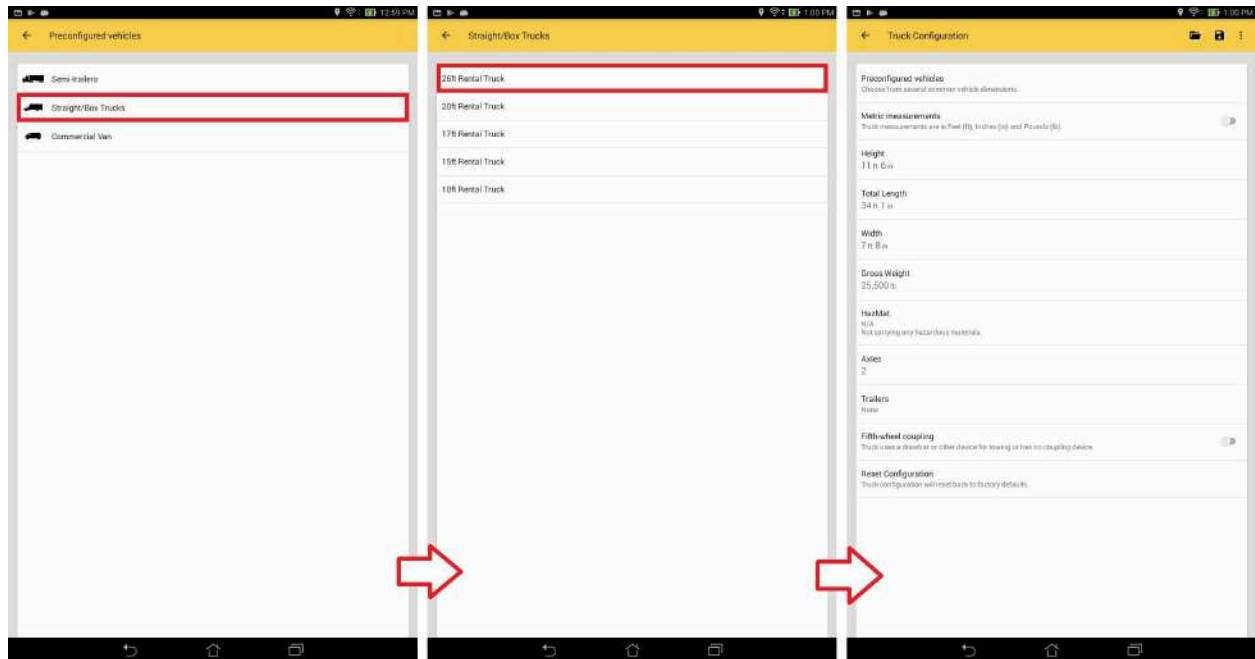 12:59 PM
Preconfigured vehicles
Semi-trailers
Straight/Box Trucks
Commercial Van
1:00 PM
Straight/Box Trucks
26ft Rental Truck
20ft Rental Truck
17ft Rental Truck
15ft Rental Truck
10ft Rental Truck
1:00 PM
Truck Configuration
Preconfigured vehicles
Choose from several common vehicle dimensions.
Metric measurements
Truck measurements are in Feet (ft), Inches (in) and Pounds (lb)
Height
11 ft 6 in
Total Length
34 ft 1 in
Width
7 ft 8 in
Gross Weight
25,500 lb
HazMat
N/A
Not carrying any hazardous materials.
Axles
2
Trailers
None
Fifth-wheel coupling
Truck uses a drawbar or other device for towing or has no coupling device.
Reset Configuration
Truck configuration will reset back to factory defaults.